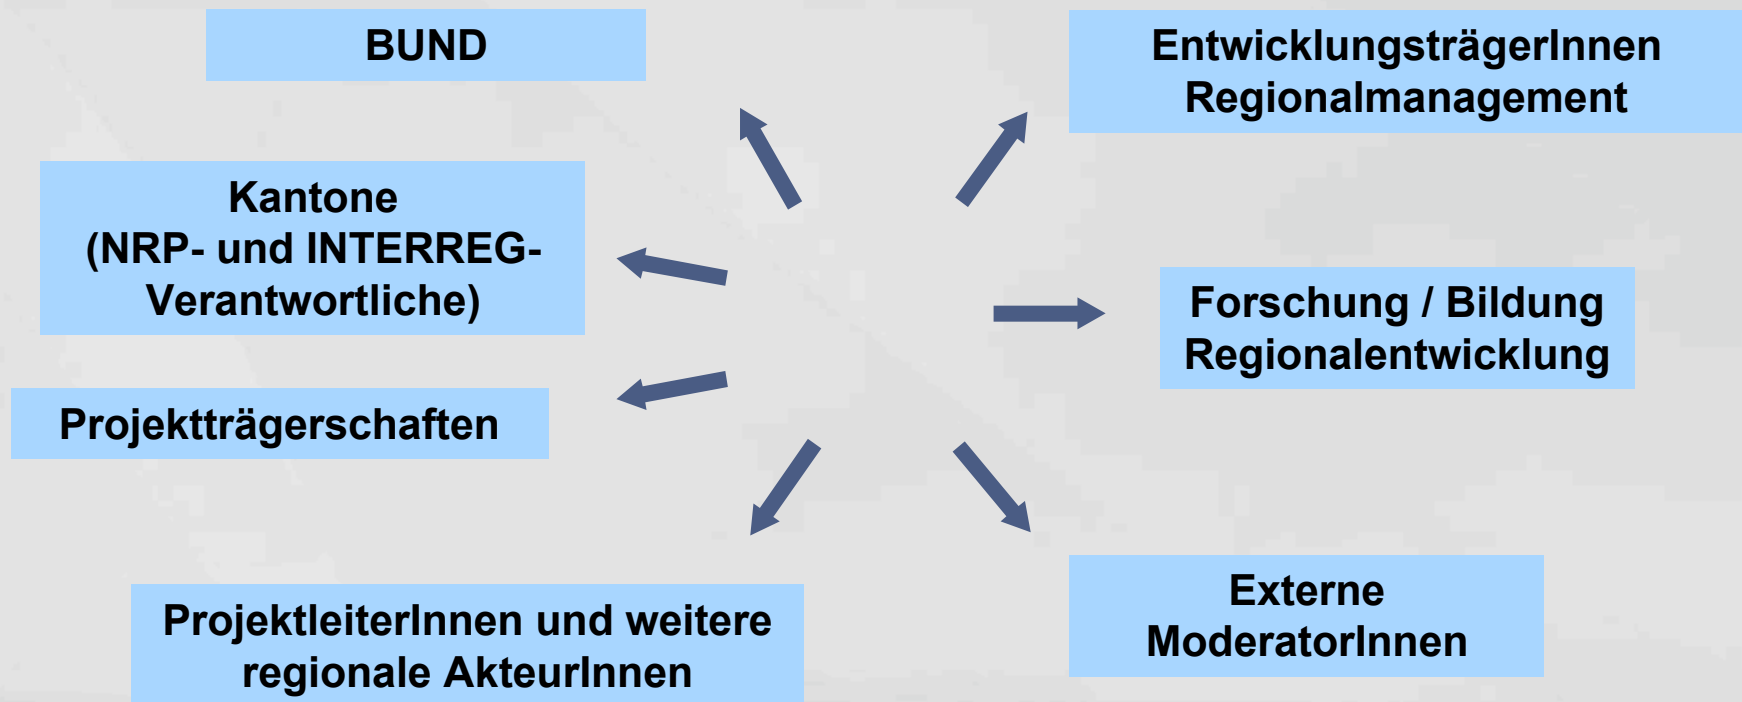 BUND
EntwicklungsträgerInnen
Regionalmanagement
Kantone
(NRP- und INTERREG-
Verantwortliche)
Forschung / Bildung
Regionalentwicklung
Projektträgerschaften
Externe
ModeratorInnen
ProjektleiterInnen und weitere
regionale AkteurInnen